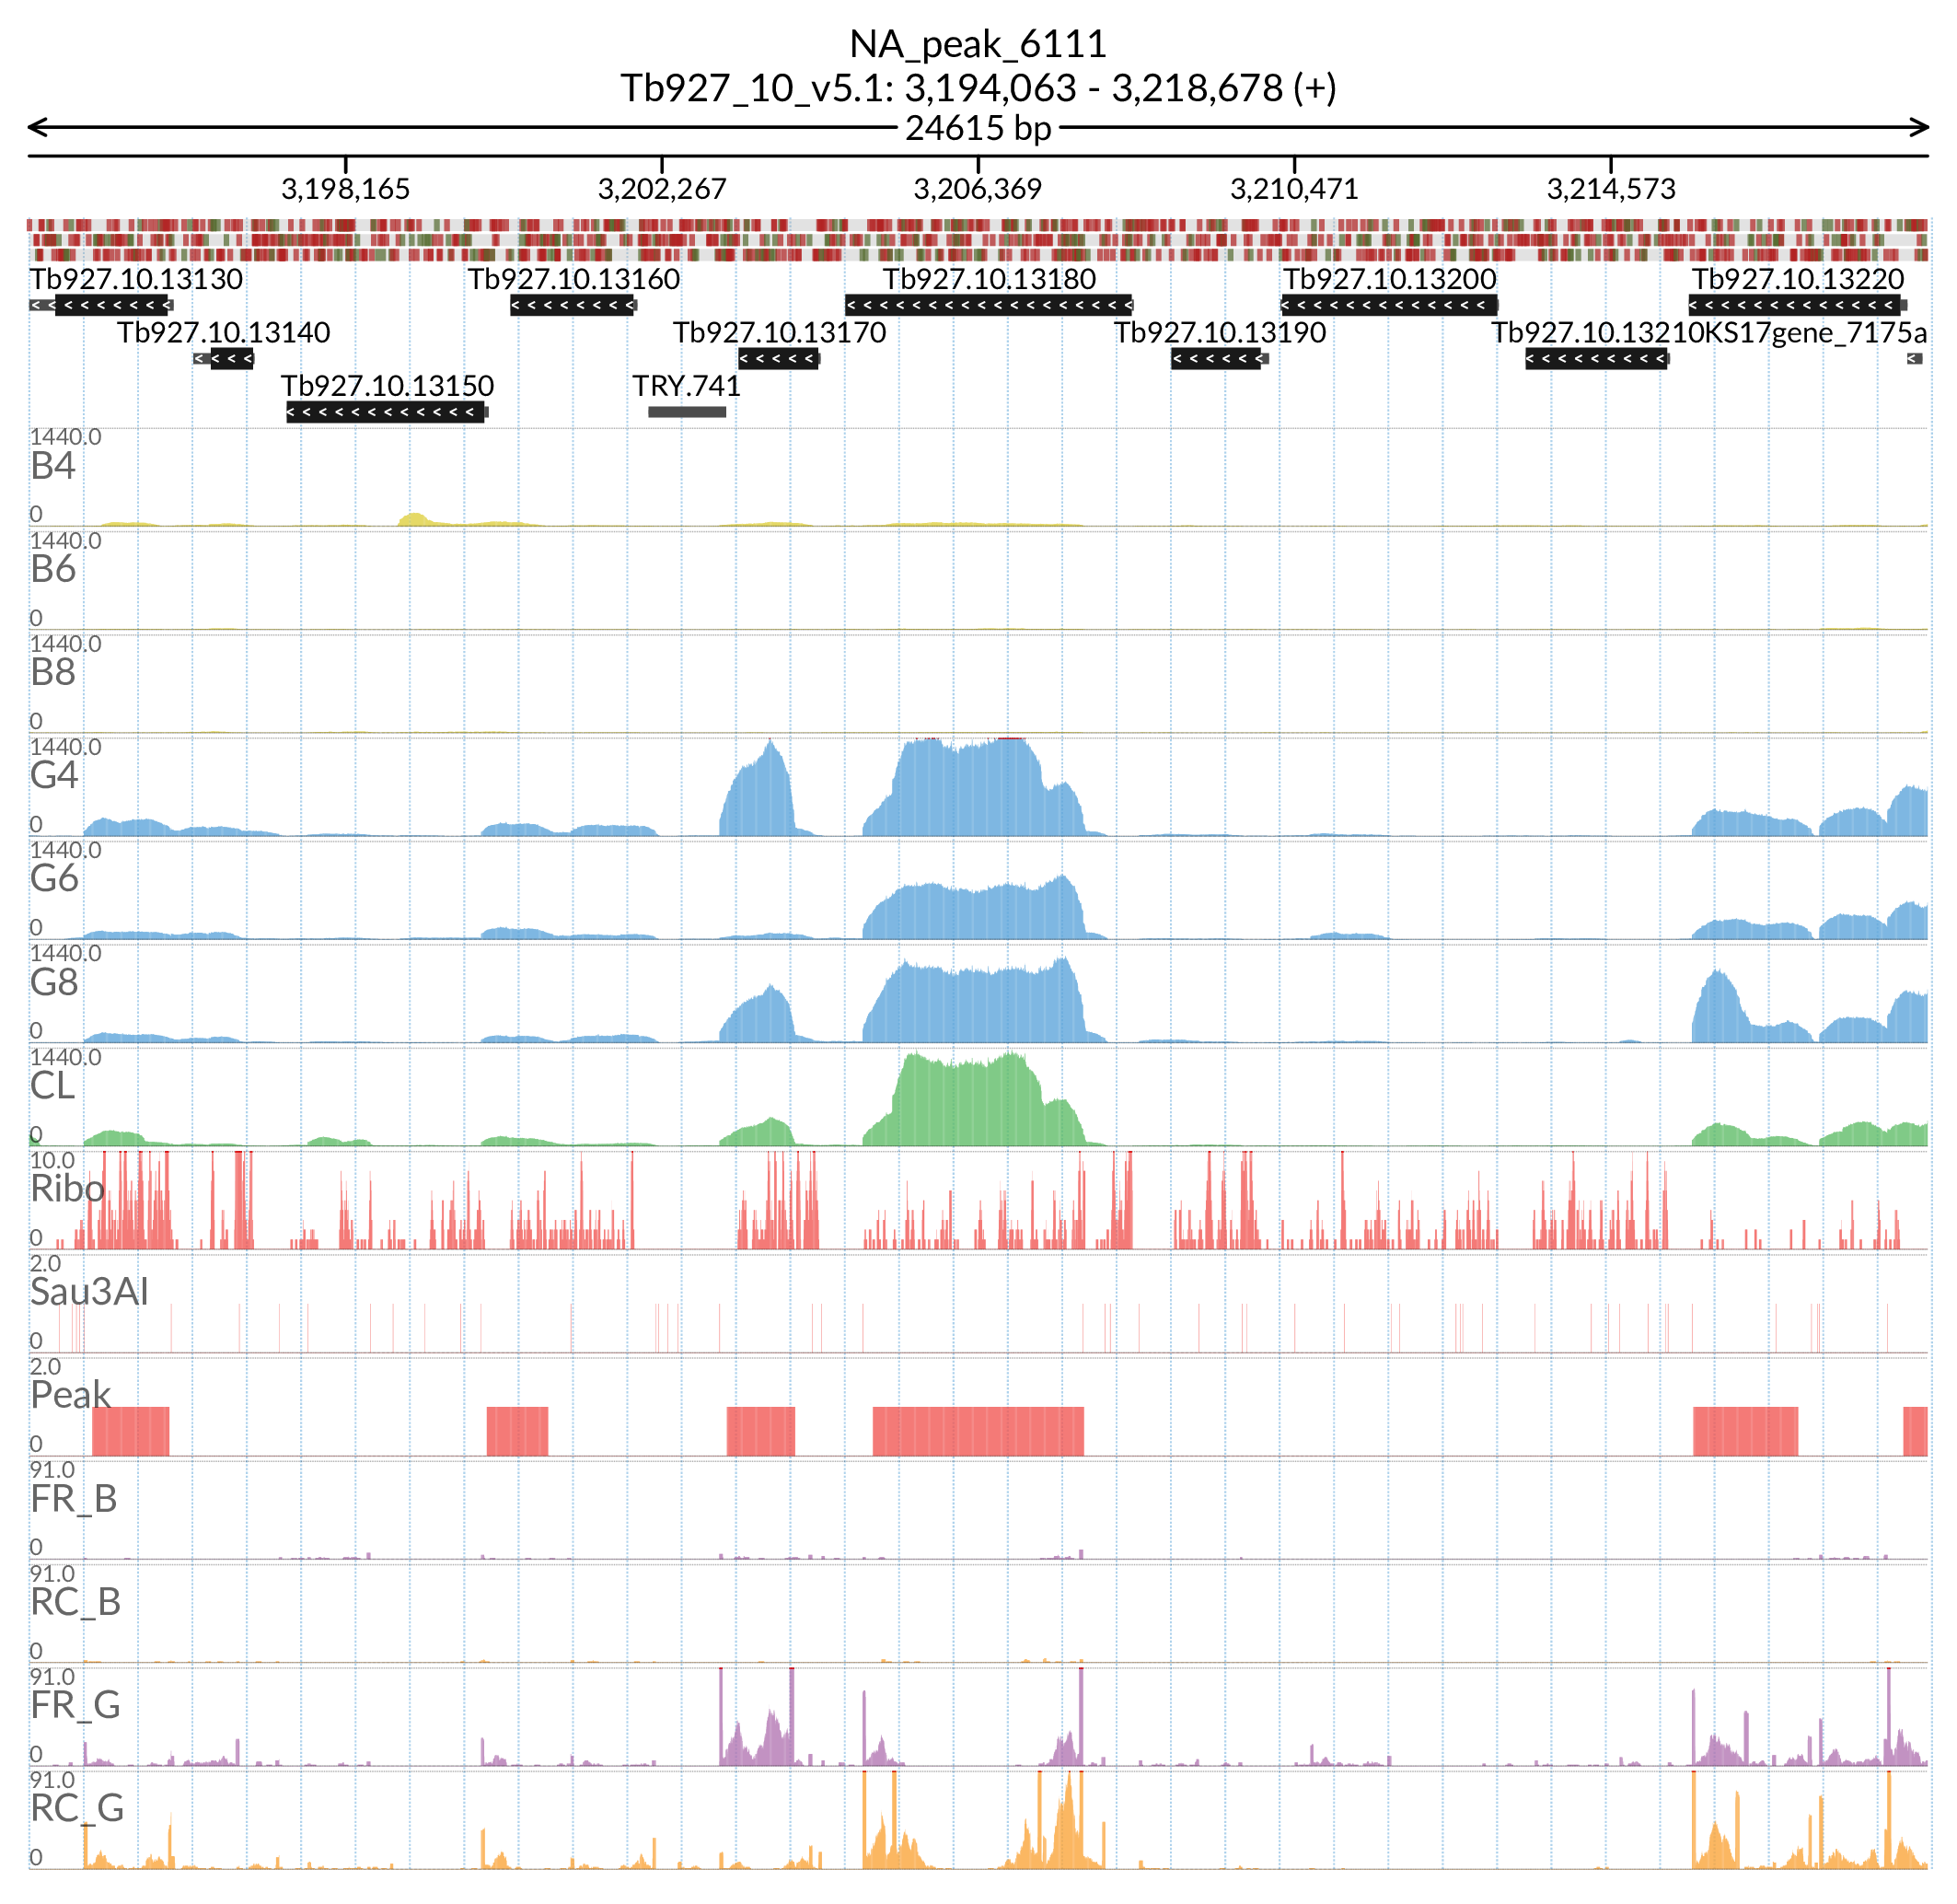 NA_peak_6111
Tb927_10_v5.1: 3,194,063 - 3,218,678 (+)
24615 bp
3,198,165 3,202,267 3,206,369 3,210,471 3,214,573
Tb927.10.13130 Tb927.10.13160 Tb927.10.13180 Tb927.10.13200 Tb927.10.13220
Tb927.10.13140 Tb927.10.13170 Tb927.10.13190 Tb927.10.13210KS17gene_7175a
Tb927.10.13150 TRY.741
1440.0
B4
0
1440.0
B6
0
1440.0
B8
0
1440.0
G4
0
1440.0
G6
0
1440.0
G8
0
1440.0
CL
0
10.0
Ribo
0
2.0
Sau3AI
0
2.0
Peak
0
91.0
FR_B
0
91.0
RC_B
0
91.0
FR_G
0
91.0
RC_G
0